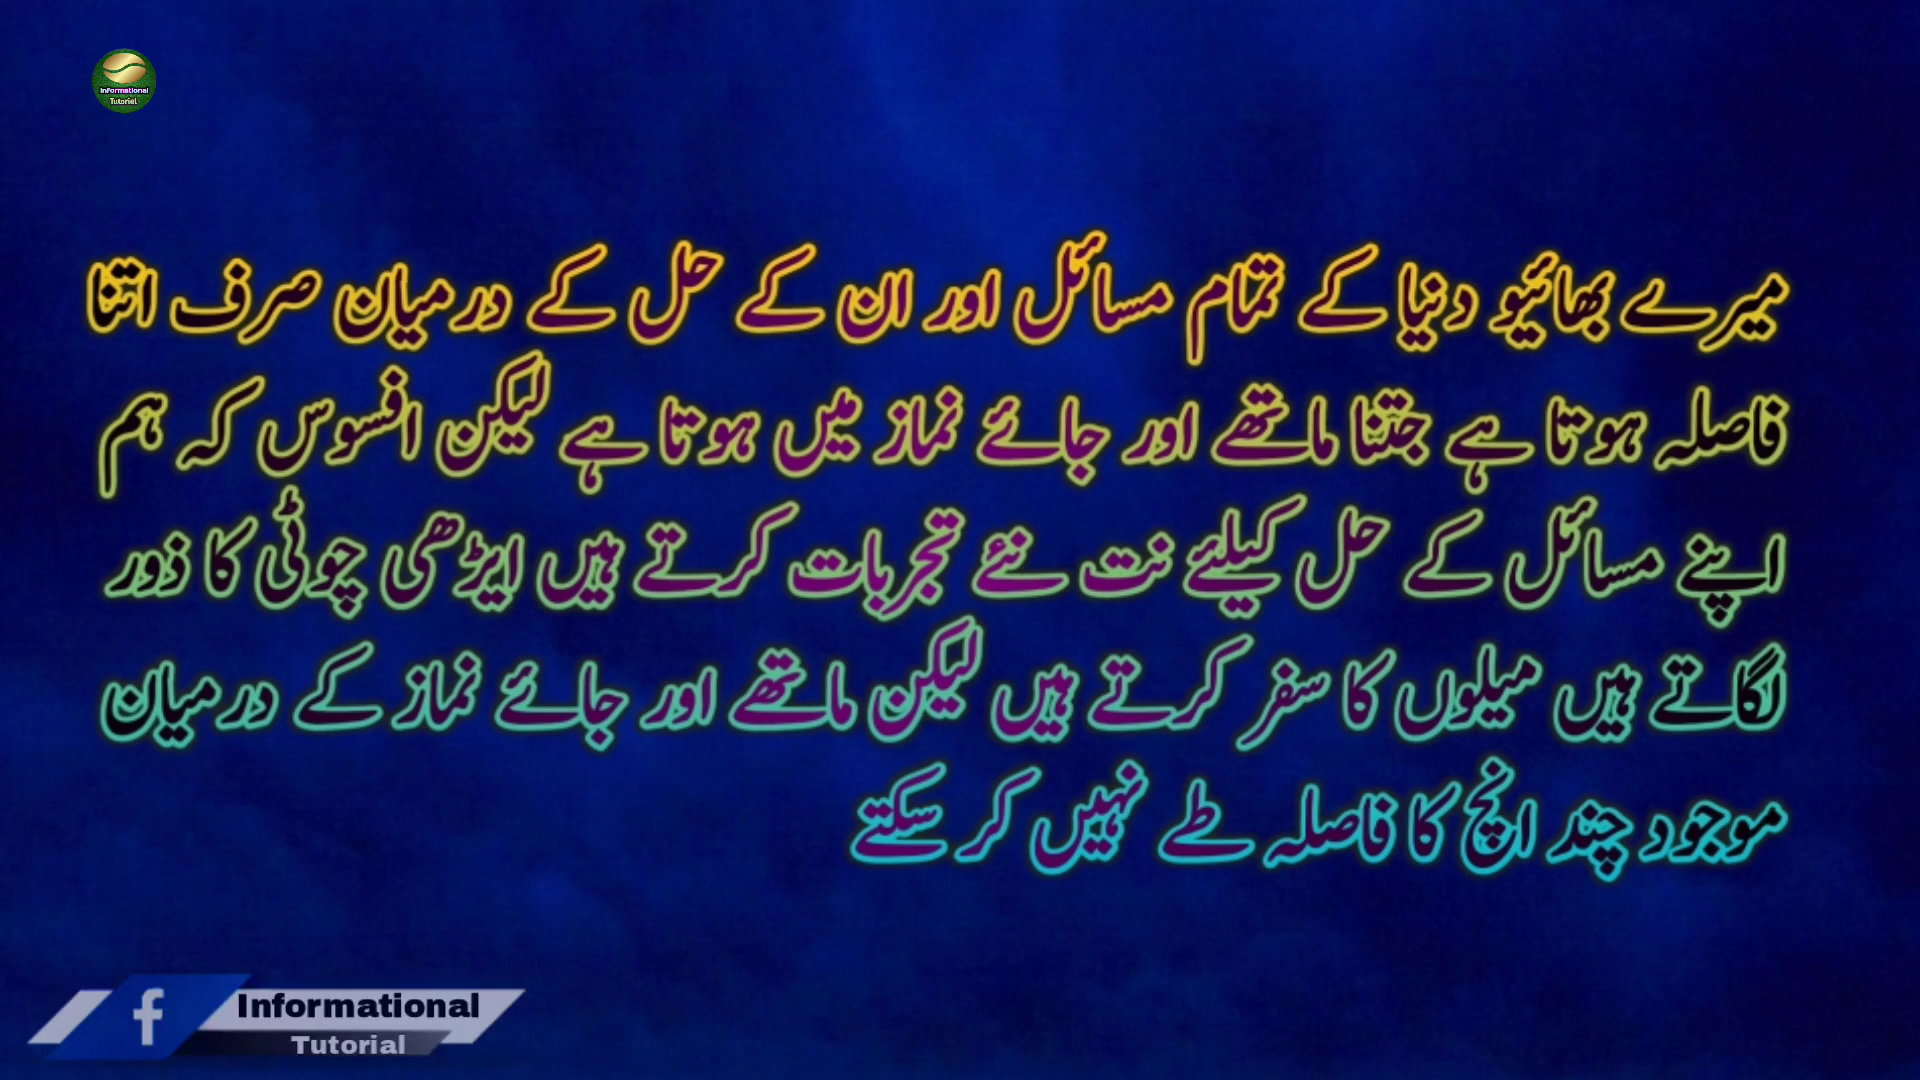 Informational
Tutorial
میرے بھائیو دنیا کے تمام مسائل اور ان کے حل کے درمیان صرف اتنا
فاصلہ ہوتا ہے جتنا ماتھے اور جائے نماز میں ہوتا ہے لیکن افسوس کہ ہم
اپنے مسائل کے حل کیلئے نت نئے تجربات کرتے ہیں ایڑھی چوٹی کا ذور
لگاتے ہیں میلوں کا سفر کرتے ہیں لیکن ماتھے اور جائے نماز کے درمیان
موجود چند انچ کا فاصلہ طے نہیں کر سکتے
f
Informational
Tutorial